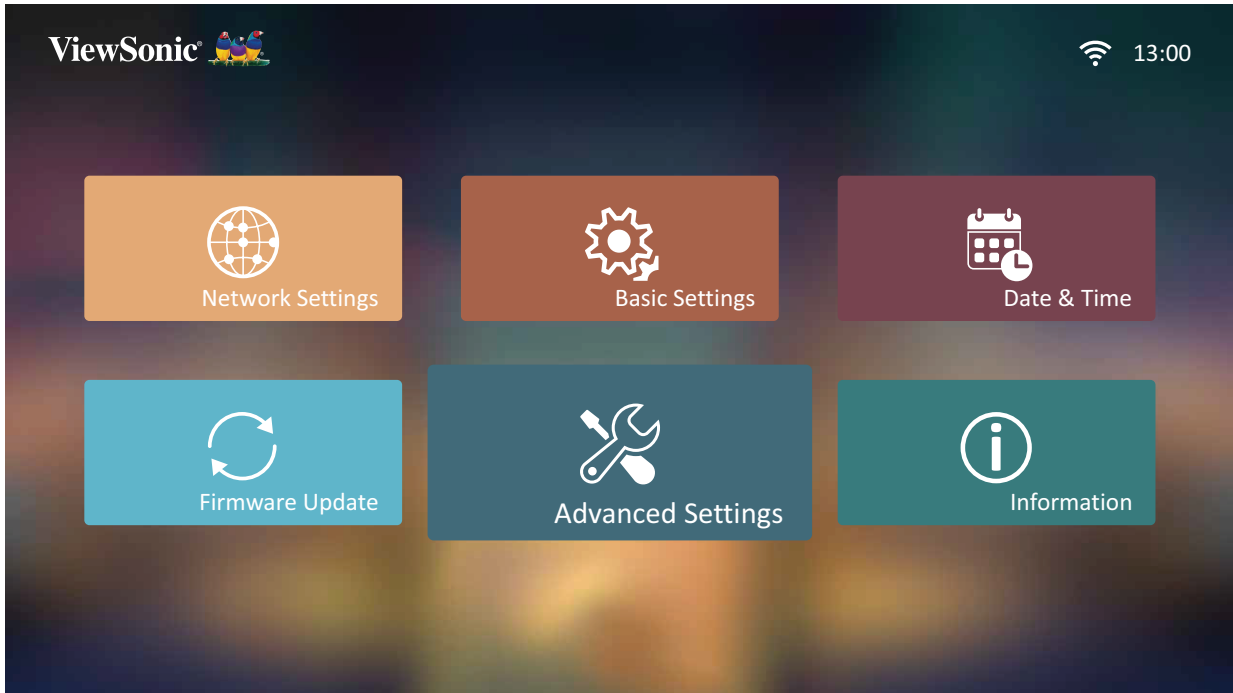 ViewSonic®
13:00
Network Settings
Basic Settings
Date & Time
Firmware Update
Advanced Settings
Information